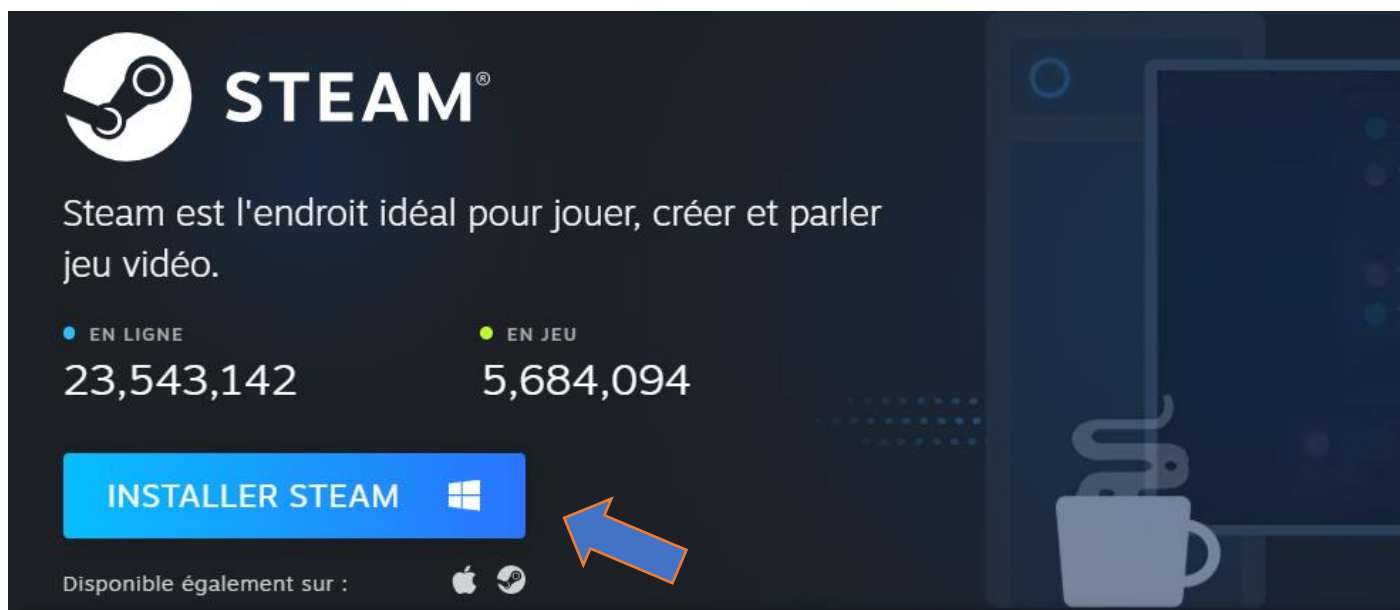 STEAM®
Steam est l'endroit idéal pour jouer, créer et parler
jeu vidéo.
EN LIGNE
EN JEU
23,543,142
5,684,094
INSTALLER STEAM
Disponible également sur :